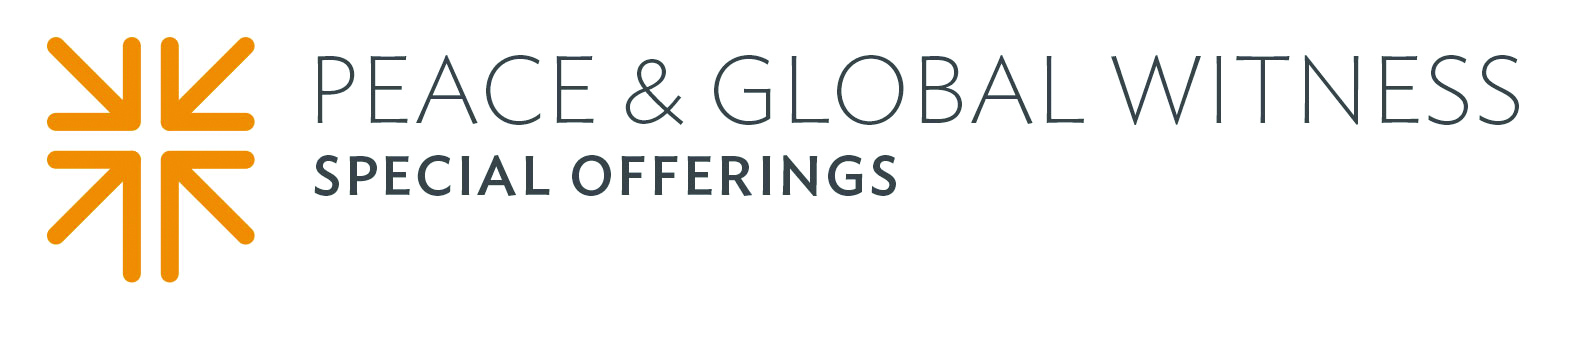 PEACE & GLOBAL WITNESS
SPECIAL OFFERINGS